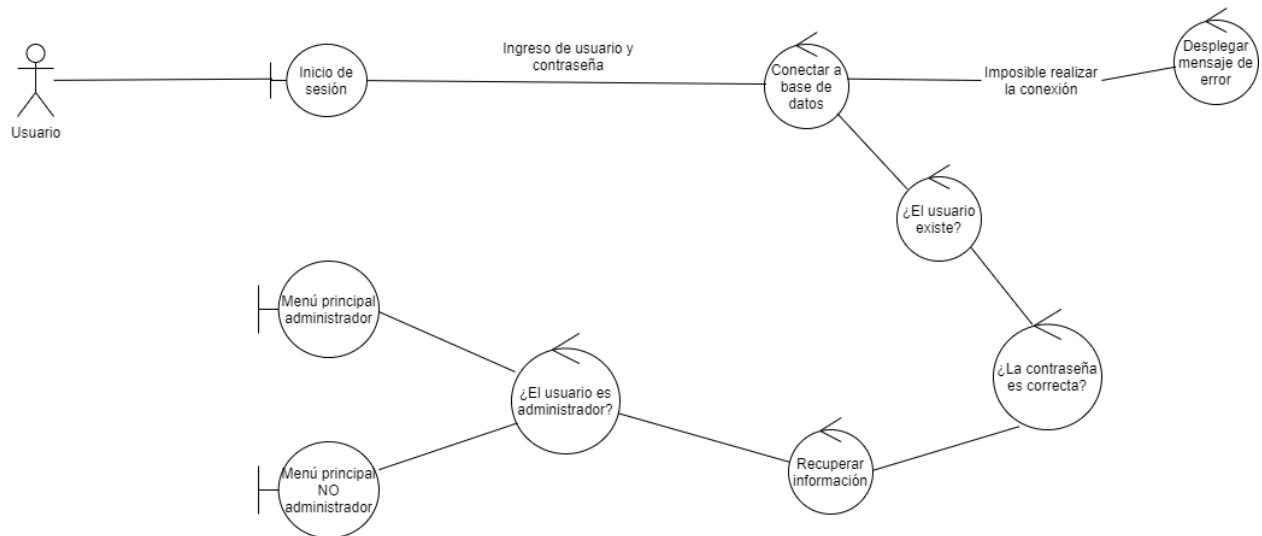 Usuario
Inicio de
sesión
Ingreso de usuario y
contraseña
Conectar a
base de
datos
Imposible realizar
la conexión
Desplegar
mensaje de
error
¿El usuario
existe?
¿La contraseña
es correcta?
Recuperar
información
¿El usuario es
administrador?
Menú principal
administrador
Menú principal
NO
administrador